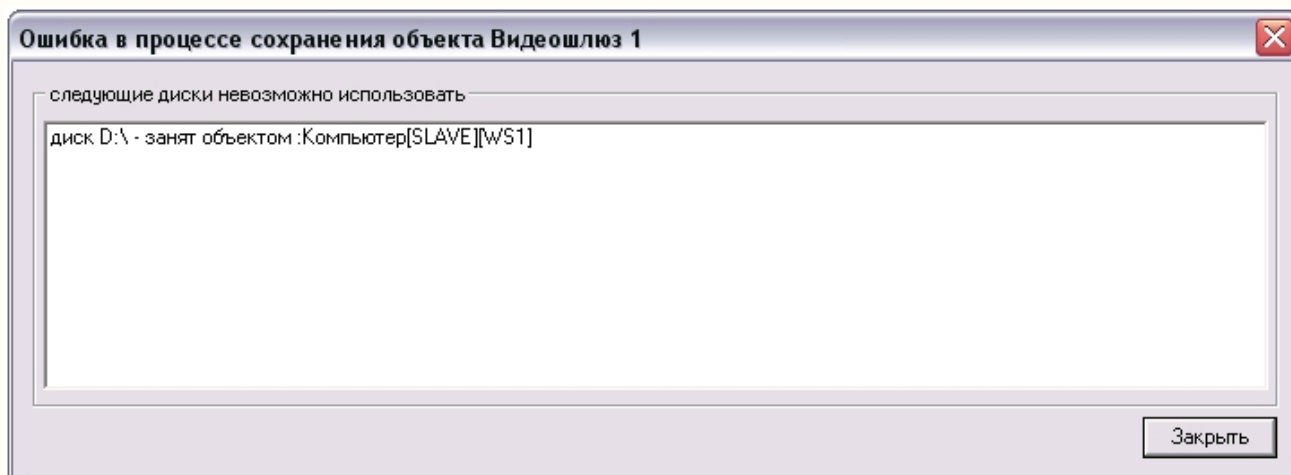 Ошибка в процессе сохранения объекта Видеошлюз 1
следующие диски невозможно использовать
диск D:\ - занят объектом :Компьютер[SLAVE][WS1]
Закрыть